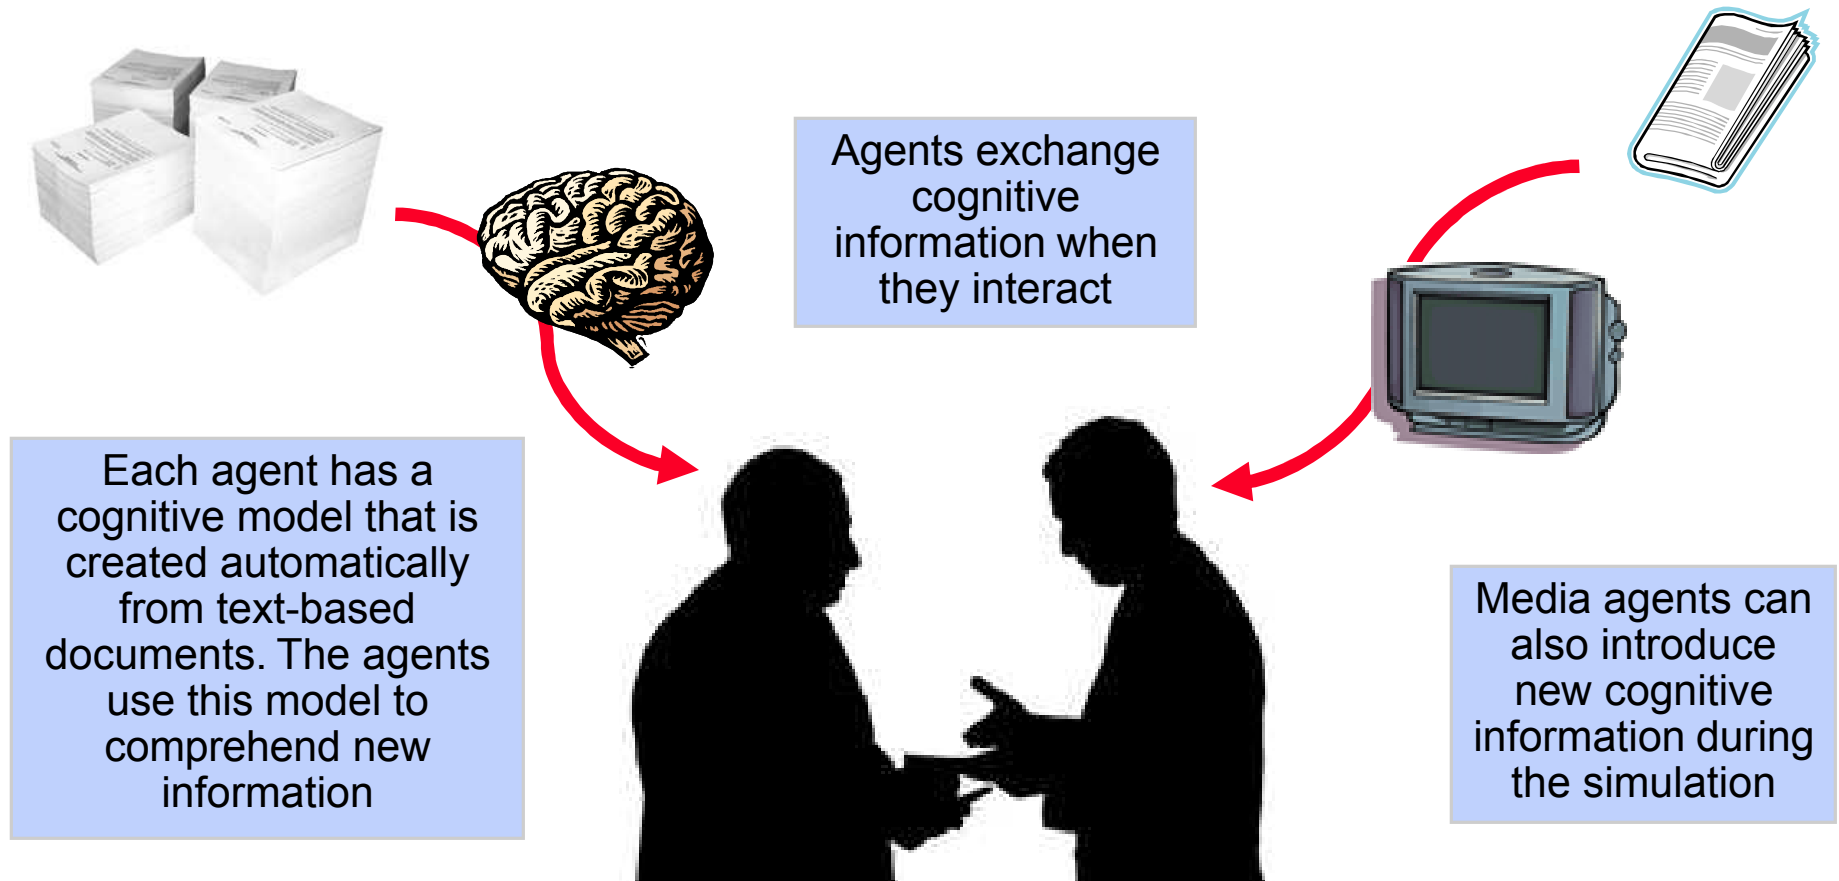 Agents exchange
cognitive
information when
they interact
Each agent has a
cognitive model that is
created automatically
from text-based
documents. The agents
use this model to
comprehend new
information
Media agents can
also introduce
new cognitive
information during
the simulation